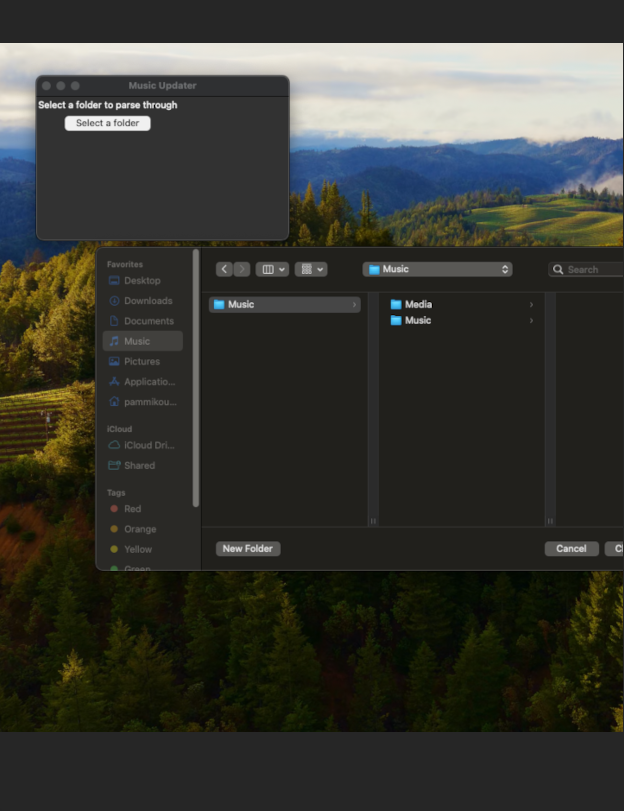 Music Updater
Select a folder to parse through
Select a folder
Favorites
Desktop
Downloads
Documents
Music
Pictures
Applicatio...
pammikou...
iCloud
iCloud Dri...
Shared
Tags
Red
Orange
Yellow
Green
Music
Search
Music
Media
Music
New Folder
Cancel